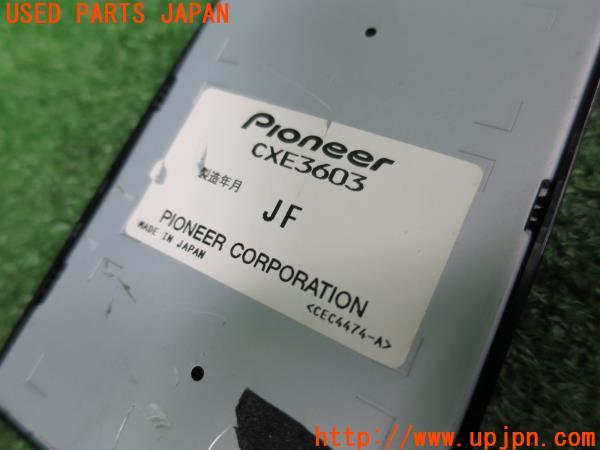 USED PARTS JAPAN
Pioneer
CXE3603
製造年月
JF
PIONEER CORPORATION
MADE IN JAPAN
<CEC4474-A>
http://www.upjpn.com